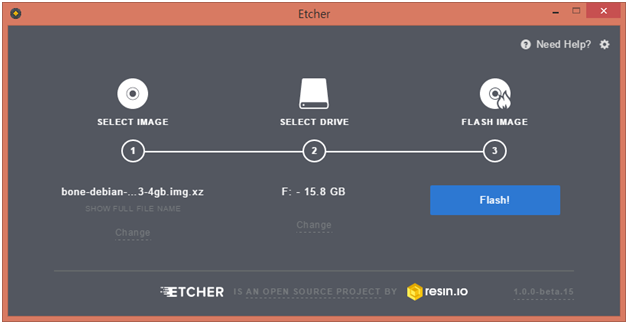 Etcher
Need Help?
SELECT IMAGE
SELECT DRIVE
FLASH IMAGE
1
2
3
bone-debian-...3-4gb.img.xz
F: - 15.8 GB
Flash!
SHOW FULL FILE NAME
Change
Change
ETCHER IS AN OPEN SOURCE PROJECT BY resin.io 1.0.0-beta.15